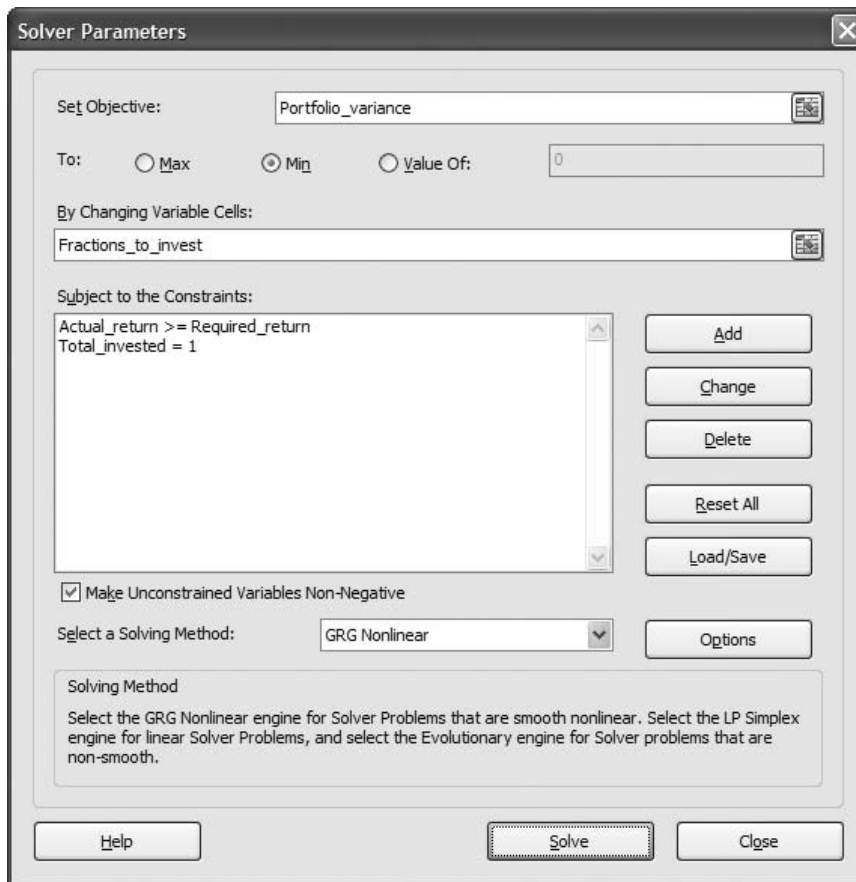 Solver Parameters
Set Objective:
Portfolio_variance
To:
Max
Min
Value Of:
0
By Changing Variable Cells:
Fractions_to_invest
Subject to the Constraints:
Actual_return >= Required_return
Total_invested = 1
Add
Change
Delete
Reset All
Load/Save
Make Unconstrained Variables Non-Negative
Select a Solving Method:
GRG Nonlinear
Options
Solving Method
Select the GRG Nonlinear engine for Solver Problems that are smooth nonlinear. Select the LP Simplex
engine for linear Solver Problems, and select the Evolutionary engine for Solver problems that are
non-smooth.
Help
Solve
Close